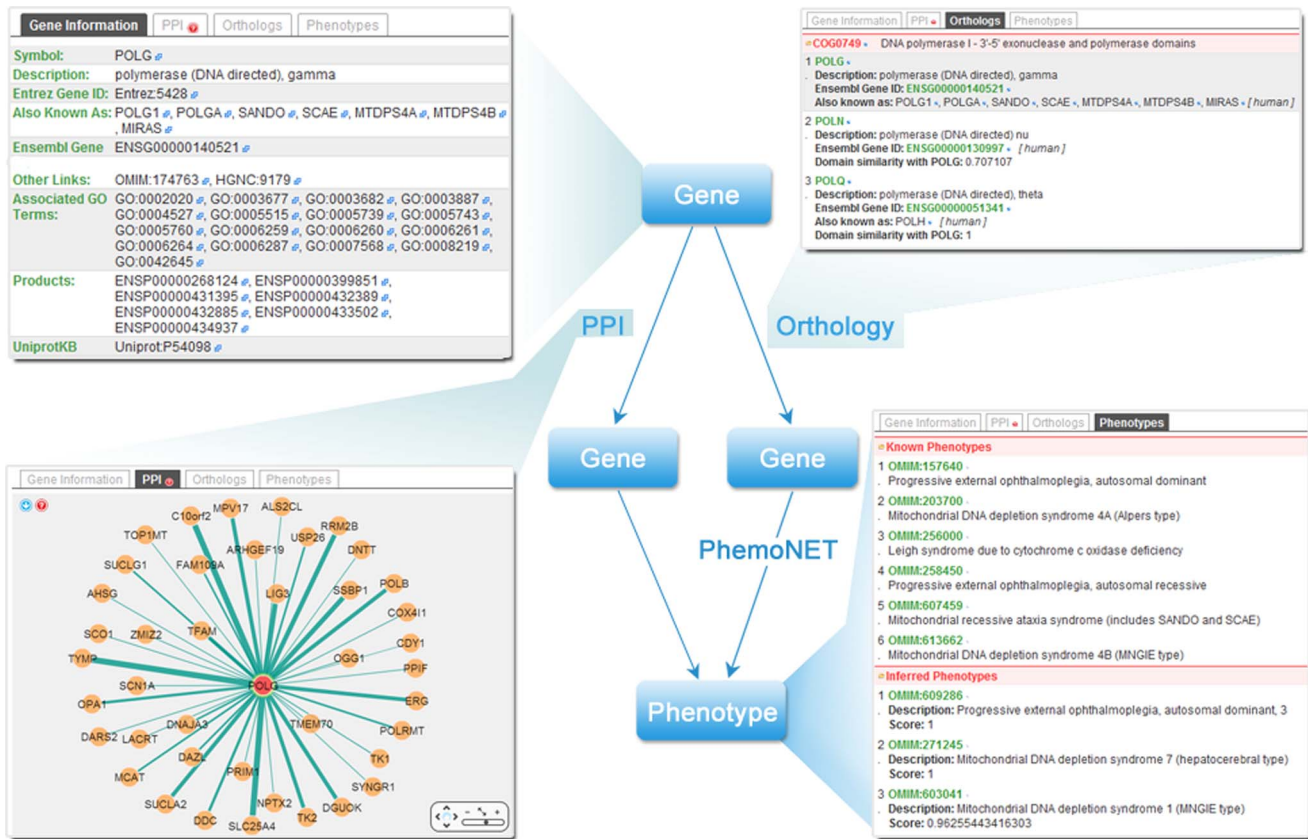 Gene Information PPI Orthologs Phenotypes
Symbol: POLG
Description: polymerase (DNA directed), gamma
Entrez Gene ID: Entrez:5428
Also Known As: POLG1, POLGA, SANDO, SCAE, MTDPS4A, MTDPS4B
, MIRAS
Ensembl Gene ENSG00000140521
Other Links: OMIM:174763, HGNC:9179
Associated GO Terms: GO:0002020, GO:0003677, GO:0003682, GO:0003887,
GO:0004527, GO:0005515, GO:0005739, GO:0005743,
GO:0005760, GO:0006259, GO:0006260, GO:0006261,
GO:0006264, GO:0006287, GO:0007568, GO:0008219,
GO:0042645
Products: ENSP00000268124, ENSP00000399851,
ENSP00000431395, ENSP00000432389,
ENSP00000432885, ENSP00000433502,
ENSP00000434937
UniprotKB Uniprot:P54098
Gene Information PPI Orthologs Phenotypes
COG0749 DNA polymerase I - 3'-5' exonuclease and polymerase domains
1 POLG
. Description: polymerase (DNA directed), gamma
Ensembl Gene ID: ENSG00000140521
Also known as: POLG1, POLGA, SANDO, SCAE, MTDPS4A, MTDPS4B, MIRAS [human]
2 POLN
. Description: polymerase (DNA directed) nu
Ensembl Gene ID: ENSG00000130997 [human]
Domain similarity with POLG: 0.707107
3 POLQ
. Description: polymerase (DNA directed), theta
Ensembl Gene ID: ENSG00000051341
Also known as: POLH [human]
Domain similarity with POLG: 1
Gene
PPI
Orthology
Gene
Gene
PhemoNET
Phenotype
Gene Information PPI Orthologs Phenotypes
C10orf2
MPV17
ALS2CL
RRM2B
TOP1MT
ARHGEF19
USP26
DNTT
SUCLG1
FAM109A
LIG3
SSBP1
POLB
AHSG
COX4I1
SCO1
ZMIZ2
TFAM
CDY1
TYMP
OGG1
PPIF
SCN1A
POLG
OPA1
ERG
DARS2
LACRT
DNAJA3
TMEM70
POLRMT
DAZL
TK1
MCAT
PRIM1
SYNGR1
SUCLA2
NPTX2
DGUOK
DDC
SLC25A4
TK2
Gene Information PPI Orthologs Phenotypes
Known Phenotypes
1 OMIM:157640
. Progressive external ophthalmoplegia, autosomal dominant
2 OMIM:203700
. Mitochondrial DNA depletion syndrome 4A (Alpers type)
3 OMIM:256000
. Leigh syndrome due to cytochrome c oxidase deficiency
4 OMIM:258450
. Progressive external ophthalmoplegia, autosomal recessive
5 OMIM:607459
. Mitochondrial recessive ataxia syndrome (includes SANDO and SCAE)
6 OMIM:613662
. Mitochondrial DNA depletion syndrome 4B (MNGIE type)
Inferred Phenotypes
1 OMIM:609286
. Description: Progressive external ophthalmoplegia, autosomal dominant, 3
Score: 1
2 OMIM:271245
. Description: Mitochondrial DNA depletion syndrome 7 (hepatocerebral type)
Score: 1
3 OMIM:603041
. Description: Mitochondrial DNA depletion syndrome 1 (MNGIE type)
Score: 0.96255443416303